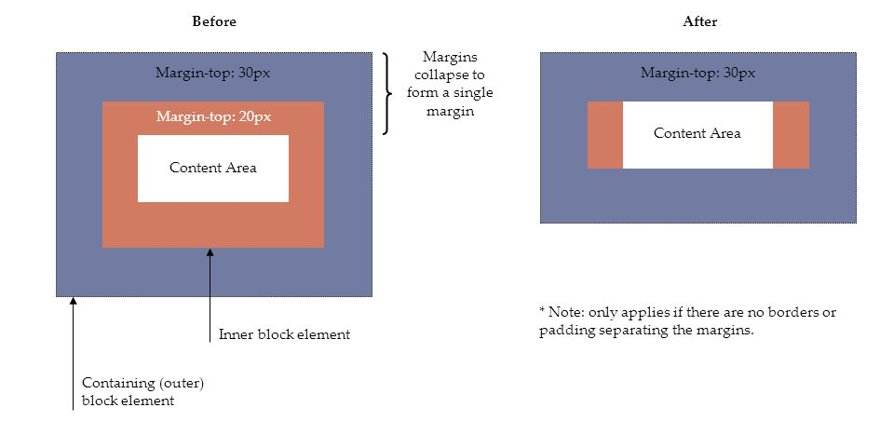 Before
Margin-top: 30px
Margin-top: 20px
Content Area
Margins
collapse to
form a single
margin
Inner block element
Containing (outer)
block element
After
Margin-top: 30px
Content Area
* Note: only applies if there are no borders or
padding separating the margins.